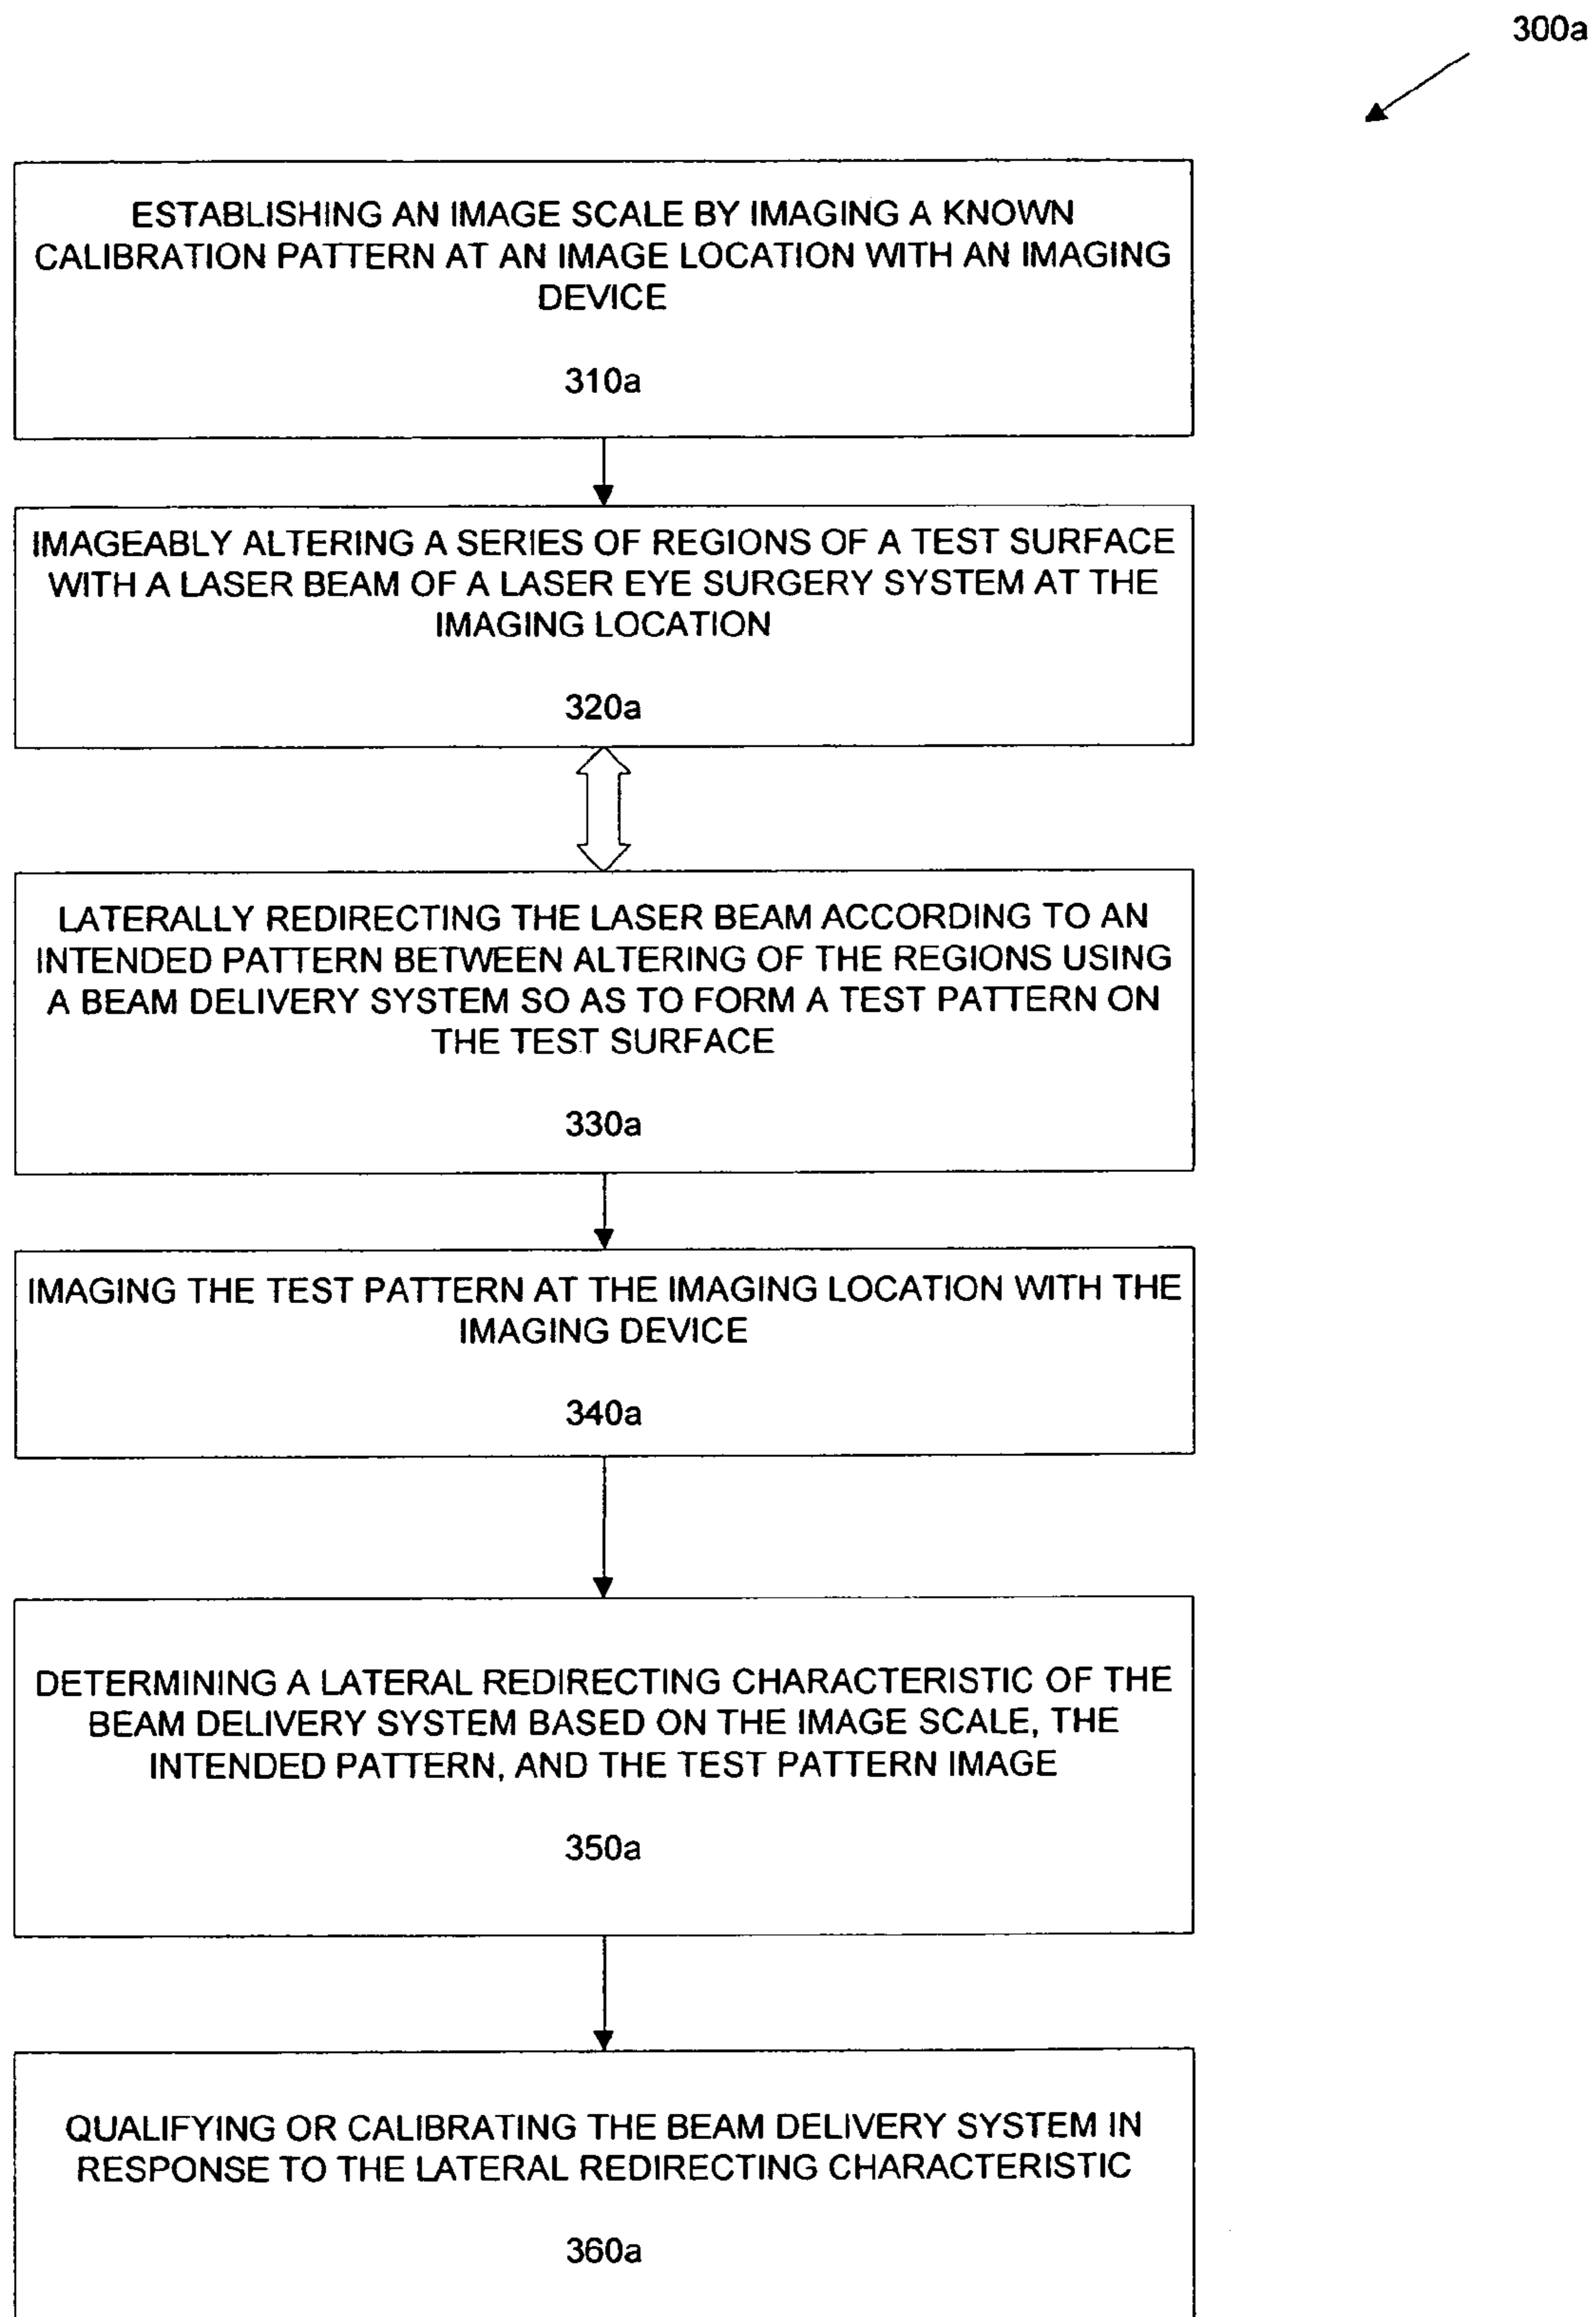 300a
ESTABLISHING AN IMAGE SCALE BY IMAGING A KNOWN
CALIBRATION PATTERN AT AN IMAGE LOCATION WITH AN IMAGING
DEVICE
310a
IMAGEABLY ALTERING A SERIES OF REGIONS OF A TEST SURFACE
WITH A LASER BEAM OF A LASER EYE SURGERY SYSTEM AT THE
IMAGING LOCATION
320a
LATERALLY REDIRECTING THE LASER BEAM ACCORDING TO AN
INTENDED PATTERN BETWEEN ALTERING OF THE REGIONS USING
A BEAM DELIVERY SYSTEM SO AS TO FORM A TEST PATTERN ON
THE TEST SURFACE
330a
IMAGING THE TEST PATTERN AT THE IMAGING LOCATION WITH THE
IMAGING DEVICE
340a
DETERMINING A LATERAL REDIRECTING CHARACTERISTIC OF THE
BEAM DELIVERY SYSTEM BASED ON THE IMAGE SCALE, THE
INTENDED PATTERN, AND THE TEST PATTERN IMAGE
350a
QUALIFYING OR CALIBRATING THE BEAM DELIVERY SYSTEM IN
RESPONSE TO THE LATERAL REDIRECTING CHARACTERISTIC
360a